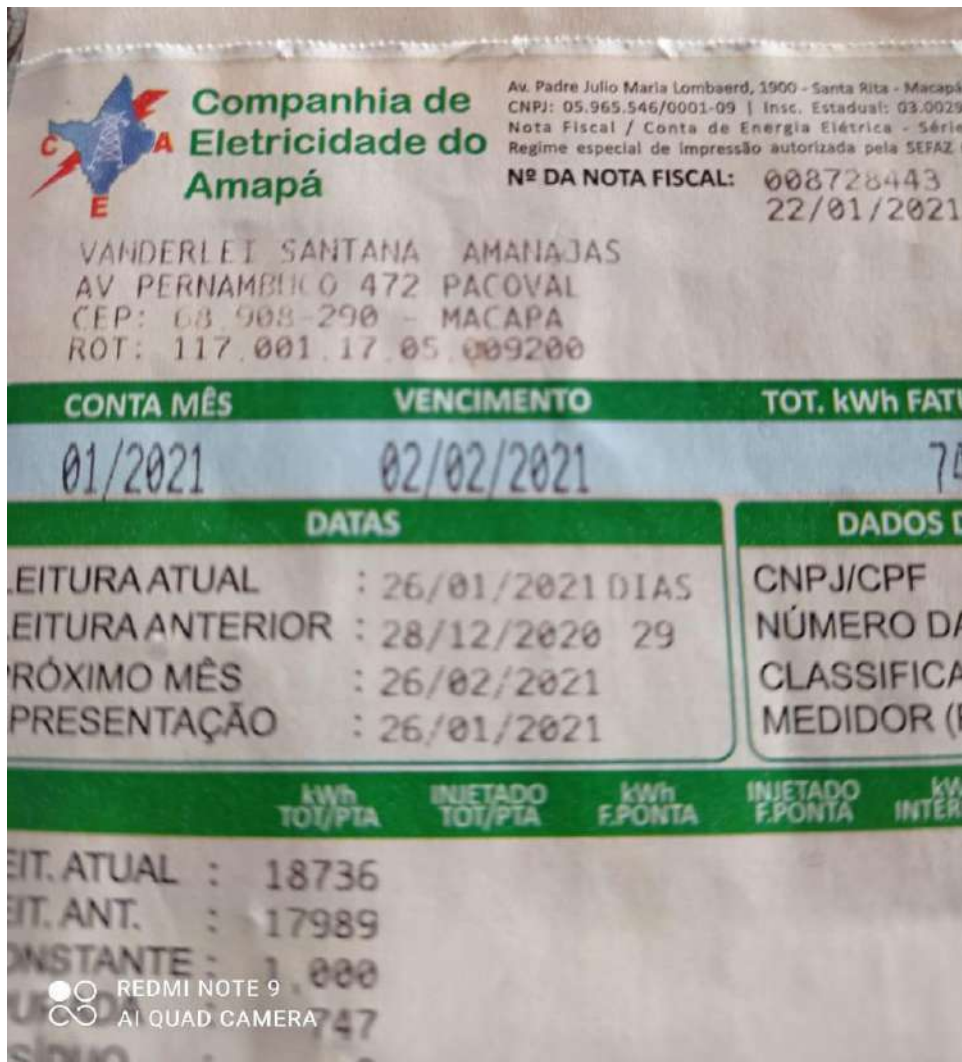 C A E
Companhia de
Eletricidade do
Amapá
Av. Padre Julio Maria Lombaerd, 1900 - Santa Rita - Macapá
CNPJ: 05.965.546/0001-09 | Insc. Estadual: 03.0029
Nota Fiscal / Conta de Energia Elétrica - Série
Regime especial de impressão autorizada pela SEFAZ
Nº DA NOTA FISCAL: 008728443
22/01/2021
VANDERLEI SANTANA AMANAJAS
AV PERNAMBUCO 472 PACOVAL
CEP: 68.908-290 - MACAPA
ROT: 117.001.17.05.009200
CONTA MÊS VENCIMENTO TOT. kWh FATU
01/2021 02/02/2021 74
DATAS DADOS D
LEITURA ATUAL : 26/01/2021 DIAS CNPJ/CPF
EITURA ANTERIOR : 28/12/2020 29 NÚMERO DA
RÓXIMO MÊS : 26/02/2021 CLASSIFICA
PRESENTAÇÃO : 26/01/2021 MEDIDOR (
kWh INJETADO kWh INJETADO kW
TOT/PTA TOT/PTA F.PONTA F.PONTA INTER
EIT. ATUAL : 18736
EIT. ANT. : 17989
ONSTANTE : 1.000
747
REDMI NOTE 9
AI QUAD CAMERA